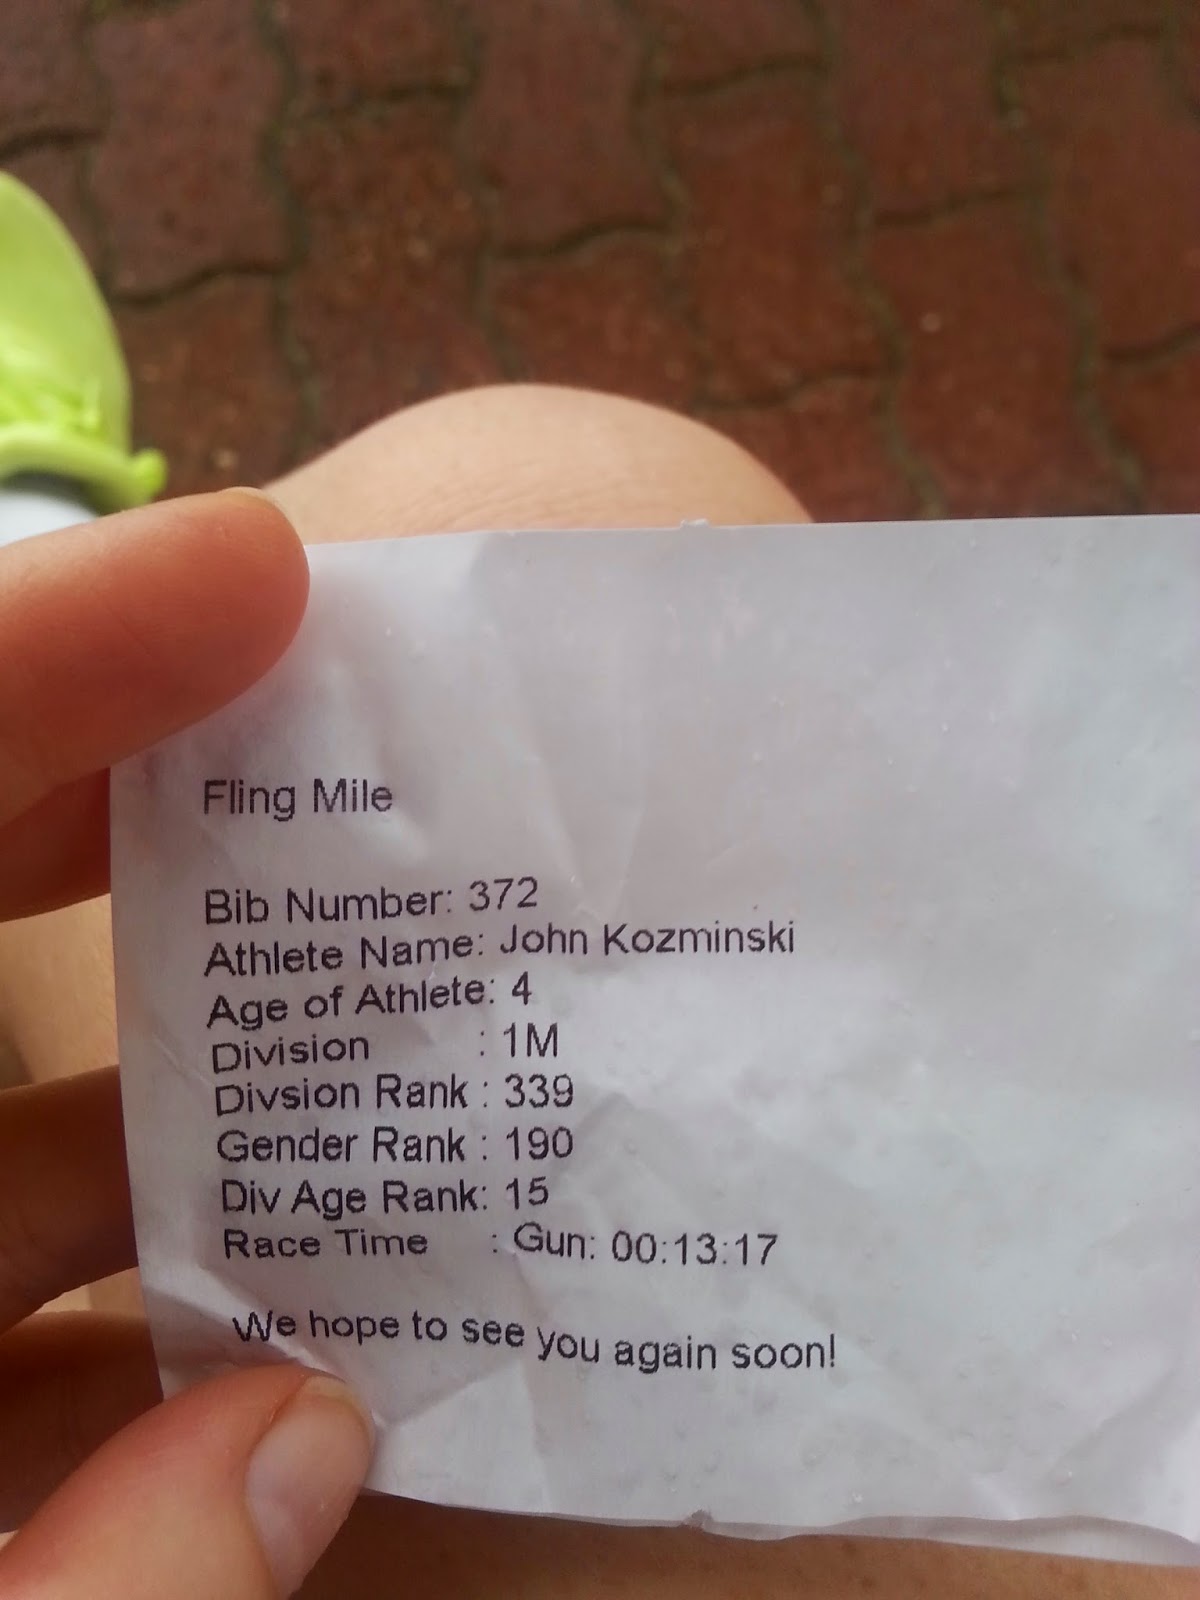 Fling Mile
Bib Number: 372
Athlete Name: John Kozminski
Age of Athlete: 4
Division : 1M
Divsion Rank : 339
Gender Rank : 190
Div Age Rank: 15
Race Time : Gun: 00:13:17
We hope to see you again soon!